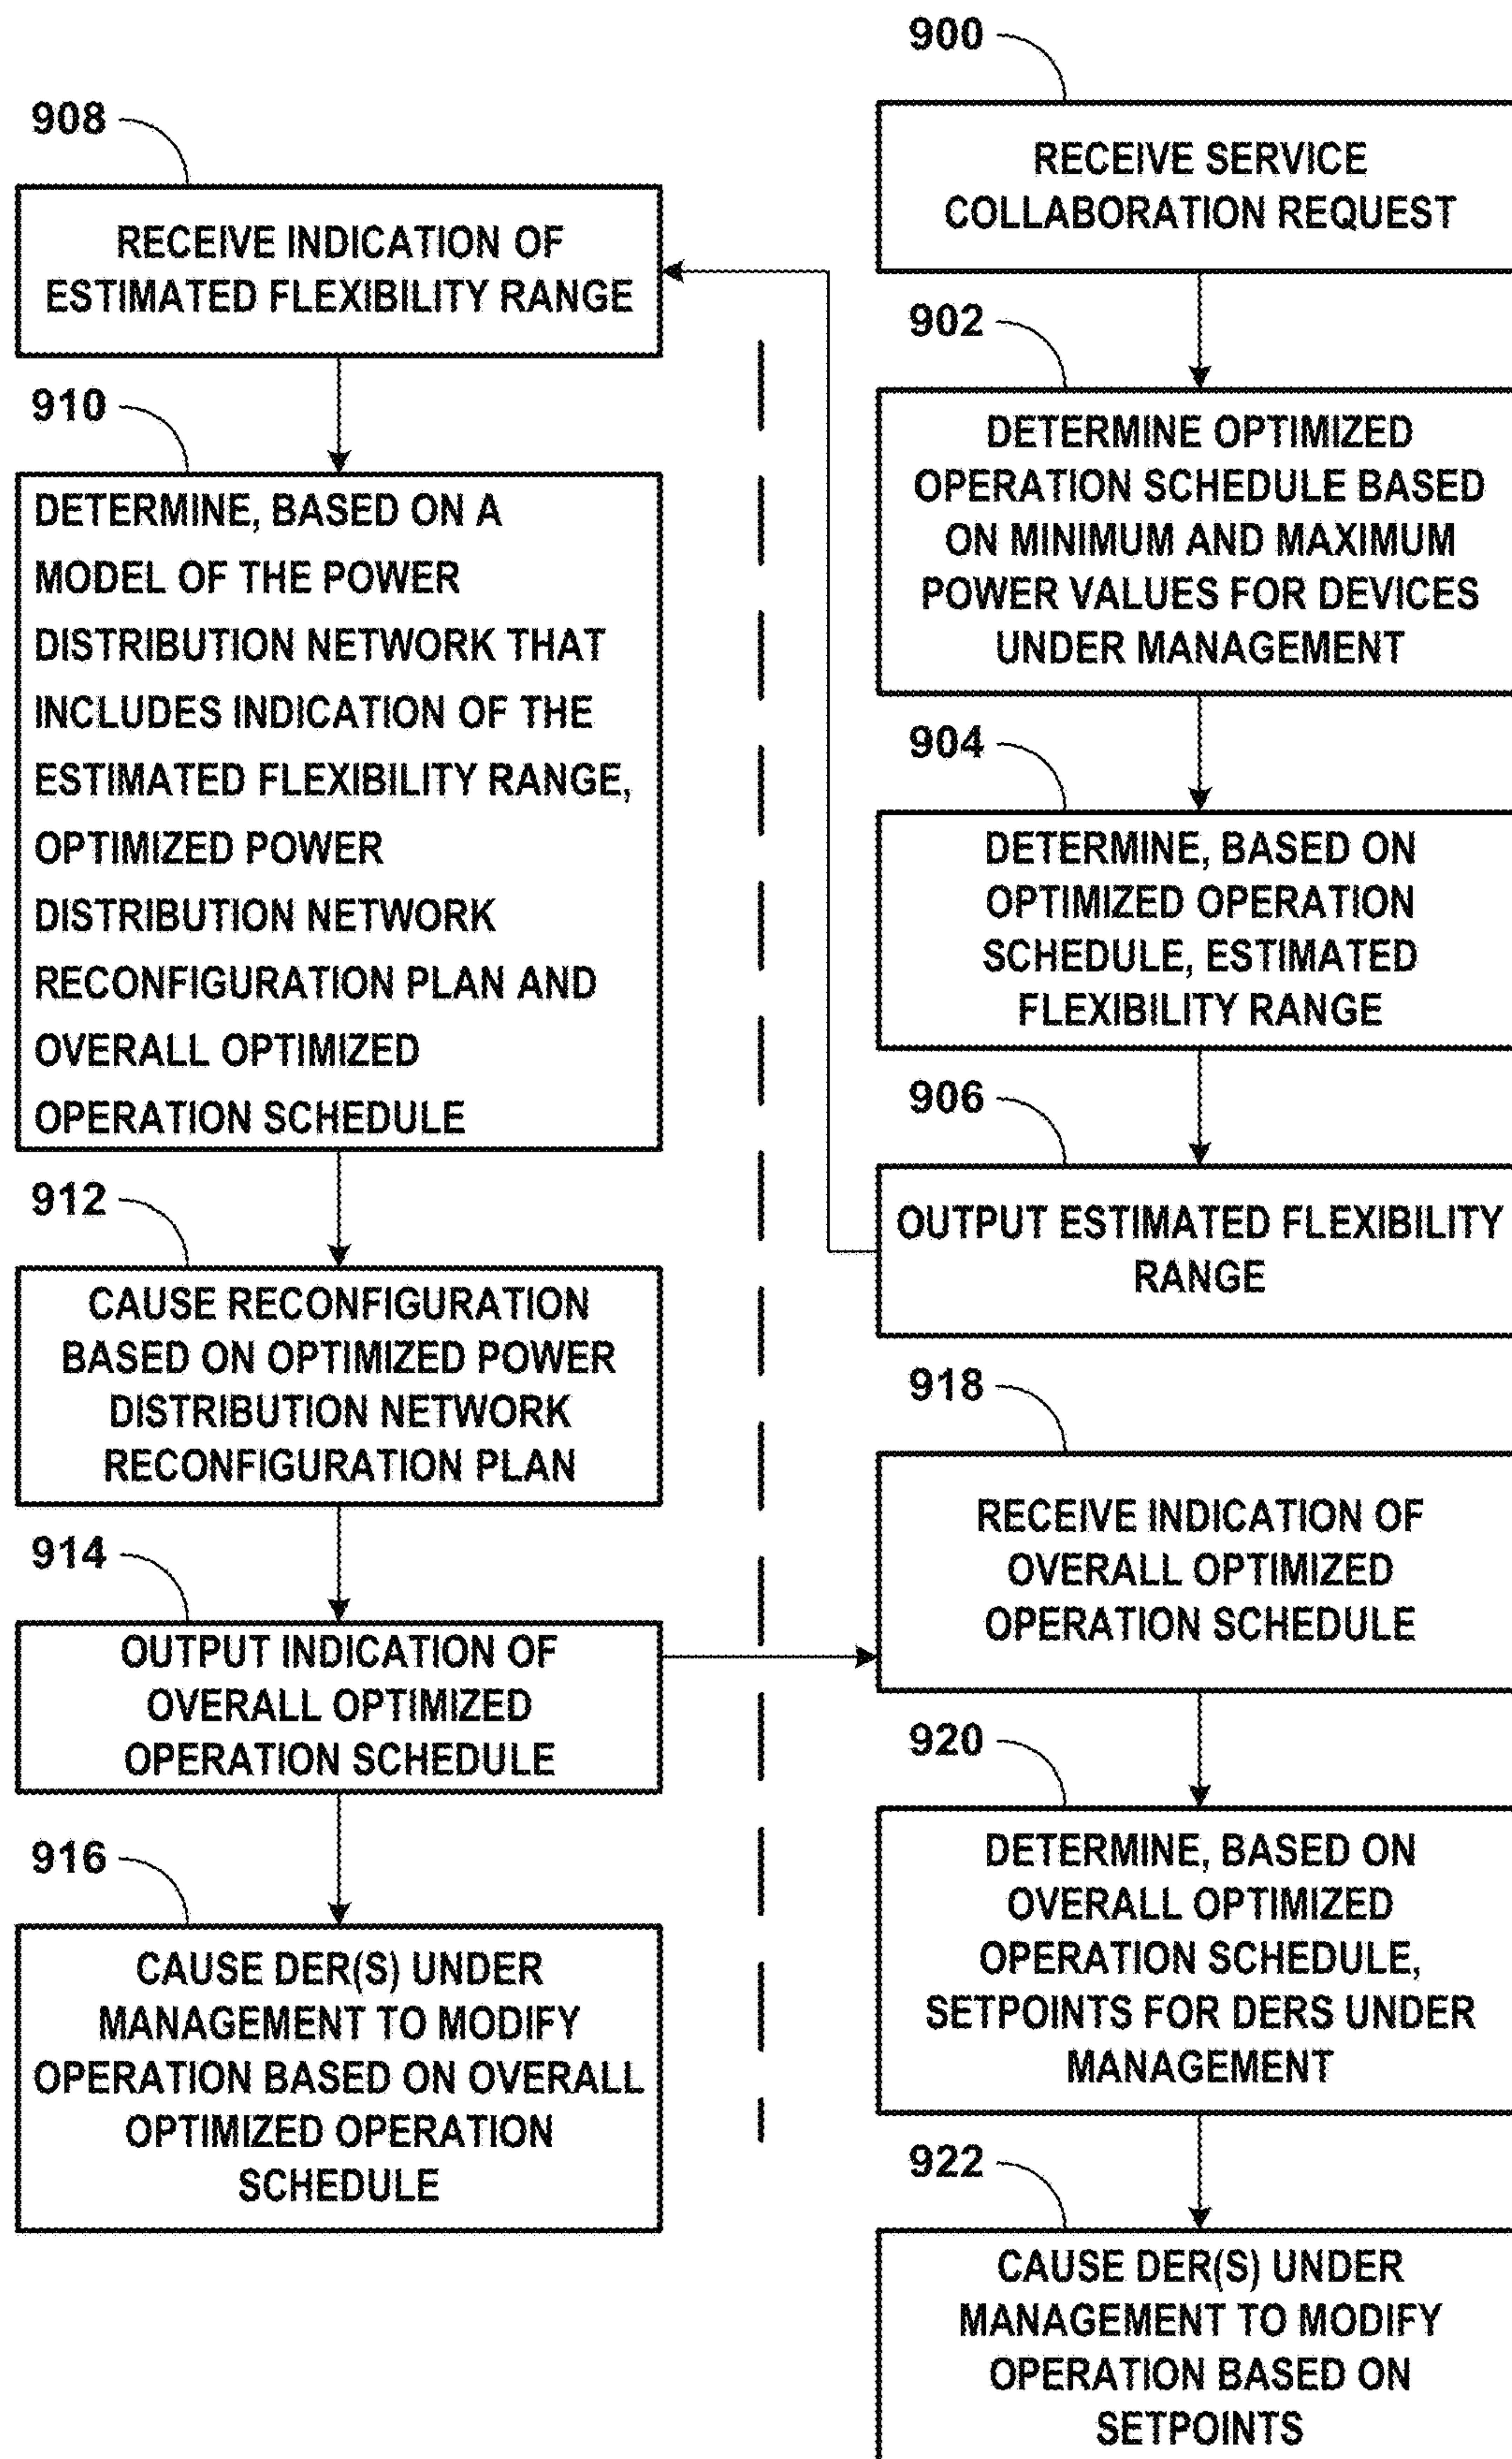 900
RECEIVE SERVICE
COLLABORATION REQUEST
902
DETERMINE OPTIMIZED
OPERATION SCHEDULE BASED
ON MINIMUM AND MAXIMUM
POWER VALUES FOR DEVICES
UNDER MANAGEMENT
904
DETERMINE, BASED ON
OPTIMIZED OPERATION
SCHEDULE, ESTIMATED
FLEXIBILITY RANGE
906
OUTPUT ESTIMATED FLEXIBILITY
RANGE
908
RECEIVE INDICATION OF
ESTIMATED FLEXIBILITY RANGE
910
DETERMINE, BASED ON A
MODEL OF THE POWER
DISTRIBUTION NETWORK THAT
INCLUDES INDICATION OF THE
ESTIMATED FLEXIBILITY RANGE,
OPTIMIZED POWER
DISTRIBUTION NETWORK
RECONFIGURATION PLAN AND
OVERALL OPTIMIZED
OPERATION SCHEDULE
912
CAUSE RECONFIGURATION
BASED ON OPTIMIZED POWER
DISTRIBUTION NETWORK
RECONFIGURATION PLAN
914
OUTPUT INDICATION OF
OVERALL OPTIMIZED
OPERATION SCHEDULE
916
CAUSE DER(S) UNDER
MANAGEMENT TO MODIFY
OPERATION BASED ON OVERALL
OPTIMIZED OPERATION
SCHEDULE
918
RECEIVE INDICATION OF
OVERALL OPTIMIZED
OPERATION SCHEDULE
920
DETERMINE, BASED ON
OVERALL OPTIMIZED
OPERATION SCHEDULE,
SETPOINTS FOR DERS UNDER
MANAGEMENT
922
CAUSE DER(S) UNDER
MANAGEMENT TO MODIFY
OPERATION BASED ON
SETPOINTS